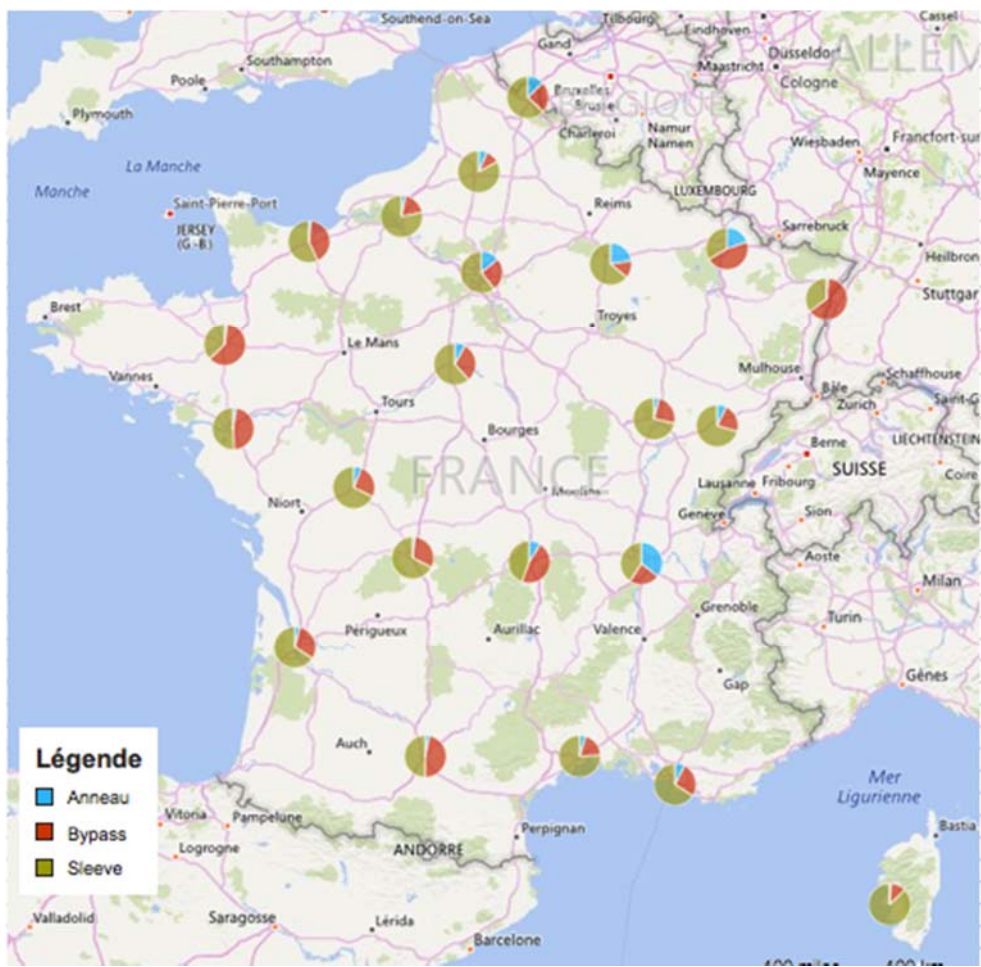 Southend-on-Sea
Tilbourg
Cassel
Gand
Eindhoven
Düsseldorf
ALLEM
Southampton
Maastricht
Cologne
Poole
Bruxelles
BELGIQUE
Plymouth
Charleroi
Namur
Namen
Wiesbaden
Francfort-sur
Mayence
La Manche
Manche
LUXEMBOURG
Saint-Pierre-Port
Reims
JERSEY
(G.-B.)
Sarrebruck
Heilbron
Stuttgar
Brest
Troyes
Le Mans
Vannes
Mulhouse
Schaffhouse
Bâle
Tours
Zurich
Saint-G
Bourges
Berne
LIECHTENSTEIN
FRANCE
SUISSE
Coire
Moulins
Lausanne
Fribourg
Niort
Genève
Sion
Aoste
Milan
Grenoble
Périgueux
Aurillac
Valence
Turin
Gap
Gênes
Auch
Légende
Anneau
Bypass
Sleeve
Mer
Ligurienne
Vitoria
Pampelune
Perpignan
Bastia
Logrogne
ANDORRE
Valladolid
Saragosse
Lérida
Barcelone